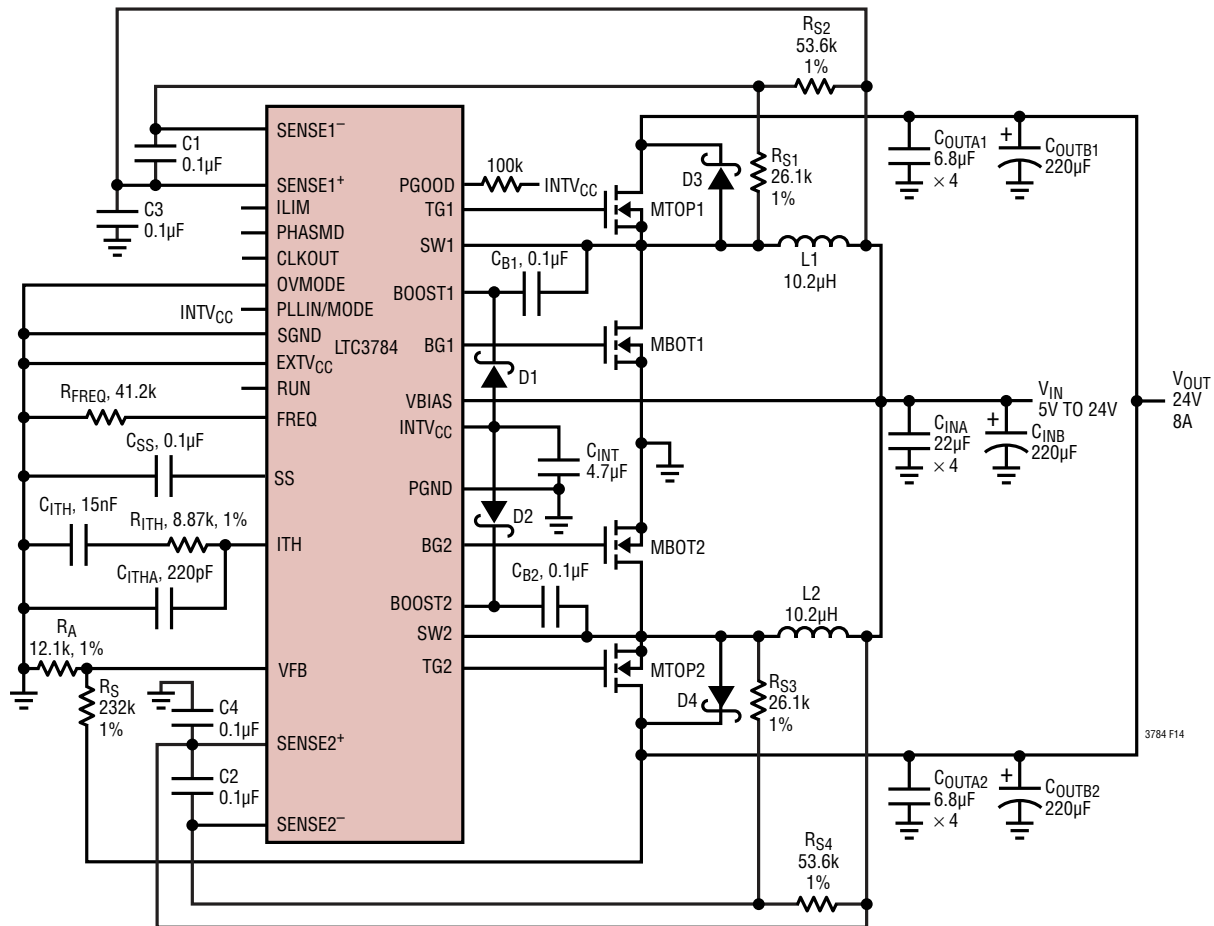 RS2
53.6k
1%
SENSE1−
C1
0.1µF
SENSE1+
C3
0.1µF
ILIM
PHASMD
CLKOUT
OVMODE
INTVCC
PLLIN/MODE
SGND
LTC3784
EXTVCC
RUN
RFREQ, 41.2k
FREQ
CSS, 0.1µF
SS
CITH, 15nF
RITH, 8.87k, 1%
ITH
CITHA, 220pF
RA
12.1k, 1%
VFB
RS
232k
1%
C4
0.1µF
SENSE2+
C2
0.1µF
SENSE2−
PGOOD
100k
INTVCC
TG1
SW1
CB1, 0.1µF
BOOST1
BG1
D1
VBIAS
INTVCC
CINT
4.7µF
PGND
D2
BG2
CB2, 0.1µF
BOOST2
SW2
TG2
MTOP1
D3
RS1
26.1k
1%
L1
10.2µH
MBOT1
MBOT2
L2
10.2µH
MTOP2
D4
RS3
26.1k
1%
RS4
53.6k
1%
COUTA1
6.8µF
× 4
+
COUTB1
220µF
VIN
5V TO 24V
CINA
22µF
× 4
+
CINB
220µF
VOUT
24V
8A
3784 F14
COUTA2
6.8µF
× 4
+
COUTB2
220µF